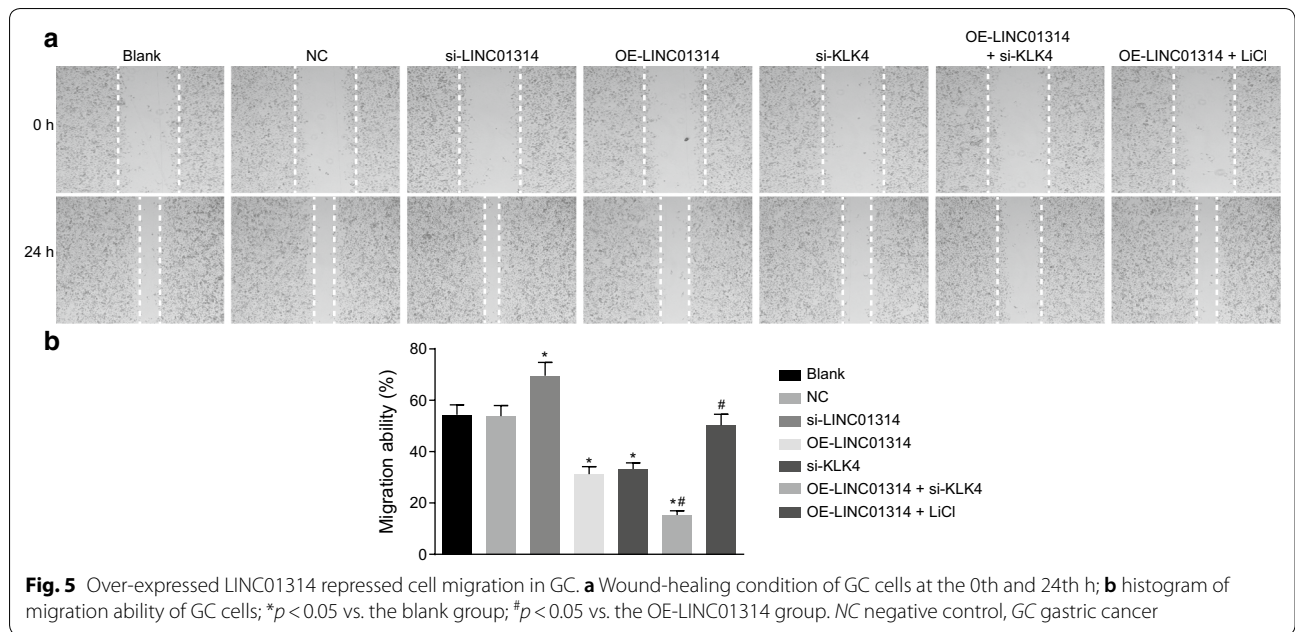 a
Blank
NC
si-LINC01314
OE-LINC01314
si-KLK4
OE-LINC01314
+ si-KLK4
OE-LINC01314 + LiCl
0 h
24 h
b
Migration ability (%)
80
60
40
20
0
*
*
*
*#
#
Blank
NC
si-LINC01314
OE-LINC01314
si-KLK4
OE-LINC01314 + si-KLK4
OE-LINC01314 + LiCl
Fig. 5 Over-expressed LINC01314 repressed cell migration in GC. a Wound-healing condition of GC cells at the 0th and 24th h; b histogram of
migration ability of GC cells; *p < 0.05 vs. the blank group; #p < 0.05 vs. the OE-LINC01314 group. NC negative control, GC gastric cancer